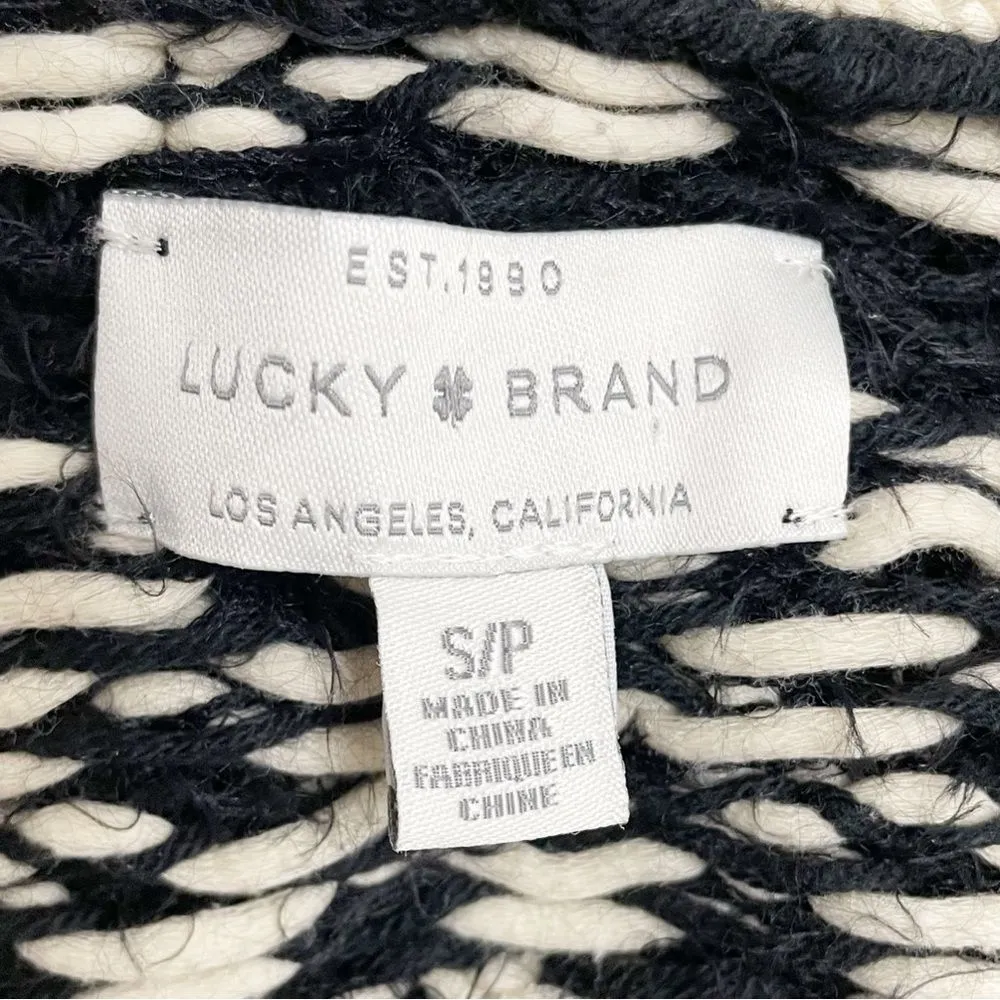 EST.1990
LUCKY BRAND
LOS ANGELES, CALIFORNIA
S/P
MADE IN
CHINA
FABRIQUE EN
CHINE